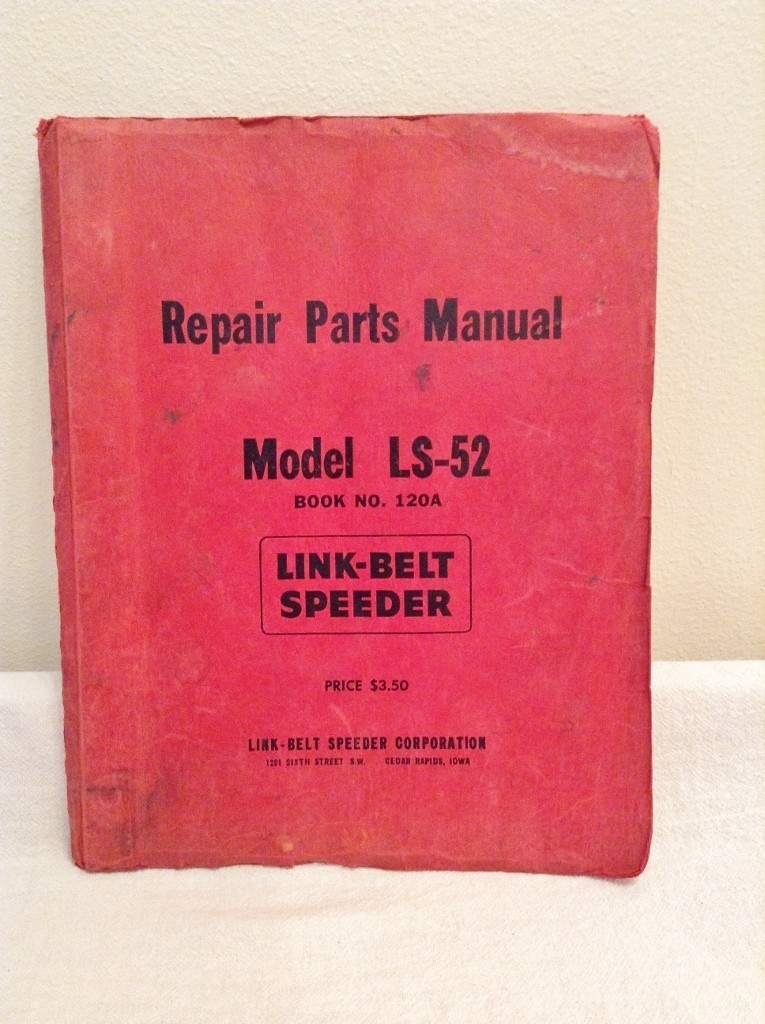 Repair Parts Manual
Model LS-52
BOOK NO. 120A
LINK-BELT
SPEEDER
PRICE $3.50
LINK-BELT SPEEDER CORPORATION
1201 SIXTH STREET S.W. CEDAR RAPIDS, IOWA